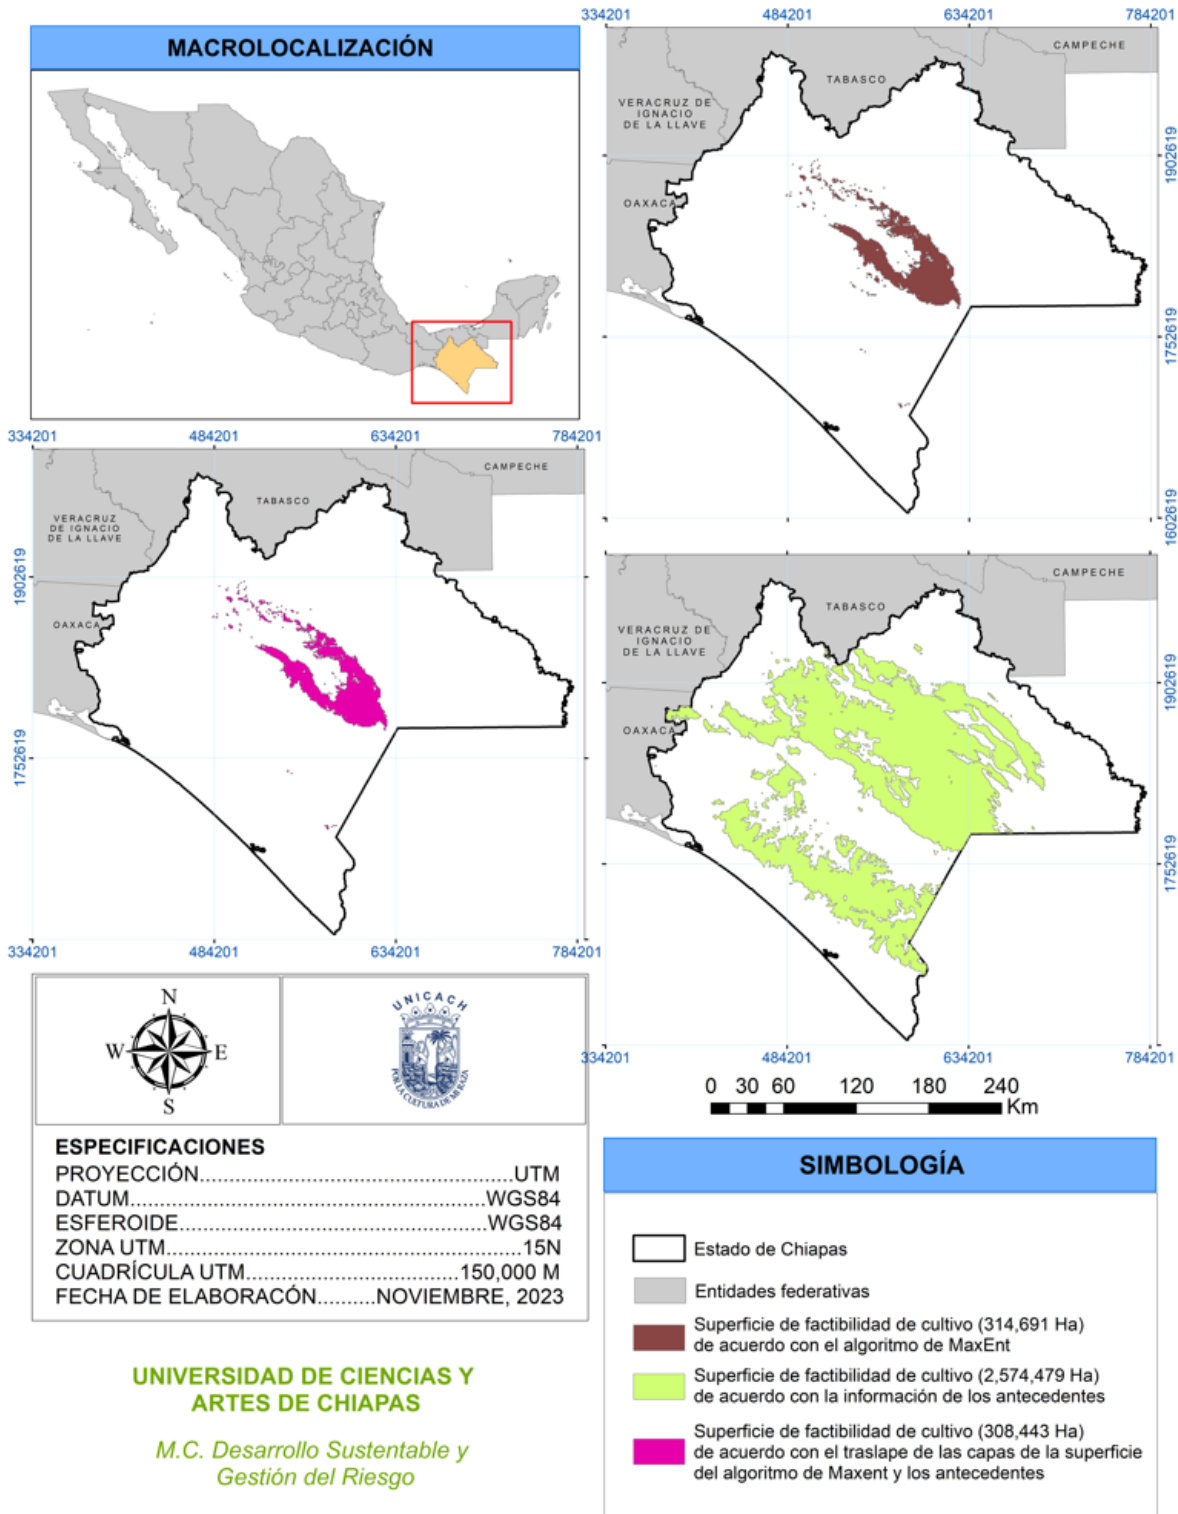 MACROLOCALIZACIÓN
334201 484201 634201 784201
CAMPECHE
TABASCO
VERACRUZ DE
IGNACIO
DE LA LLAVE
OAXACA
1902619
1752619
1602619
334201 484201 634201 784201
CAMPECHE
TABASCO
VERACRUZ
DE IGNACIO
DE LA LLAVE
OAXACA
1902619
1752619
334201 484201 634201 784201
CAMPECHE
TABASCO
VERACRUZ DE
IGNACIO
DE LA LLAVE
OAXACA
1902619
1752619
334201 484201 634201 784201
0 30 60 120 180 240
Km
N
W E
S
UNICACH
POR LA CULTURA DE MI RAZA
ESPECIFICACIONES
PROYECCIÓN.................................................UTM
DATUM........................................................WGS84
ESFEROIDE................................................WGS84
ZONA UTM........................................................15N
CUADRÍCULA UTM.................................150,000 M
FECHA DE ELABORACÓN..........NOVIEMBRE, 2023
UNIVERSIDAD DE CIENCIAS Y
ARTES DE CHIAPAS
M.C. Desarrollo Sustentable y
Gestión del Riesgo
SIMBOLOGÍA
Estado de Chiapas
Entidades federativas
Superficie de factibilidad de cultivo (314,691 Ha)
de acuerdo con el algoritmo de MaxEnt
Superficie de factibilidad de cultivo (2,574,479 Ha)
de acuerdo con la información de los antecedentes
Superficie de factibilidad de cultivo (308,443 Ha)
de acuerdo con el traslape de las capas de la superficie
del algoritmo de Maxent y los antecedentes